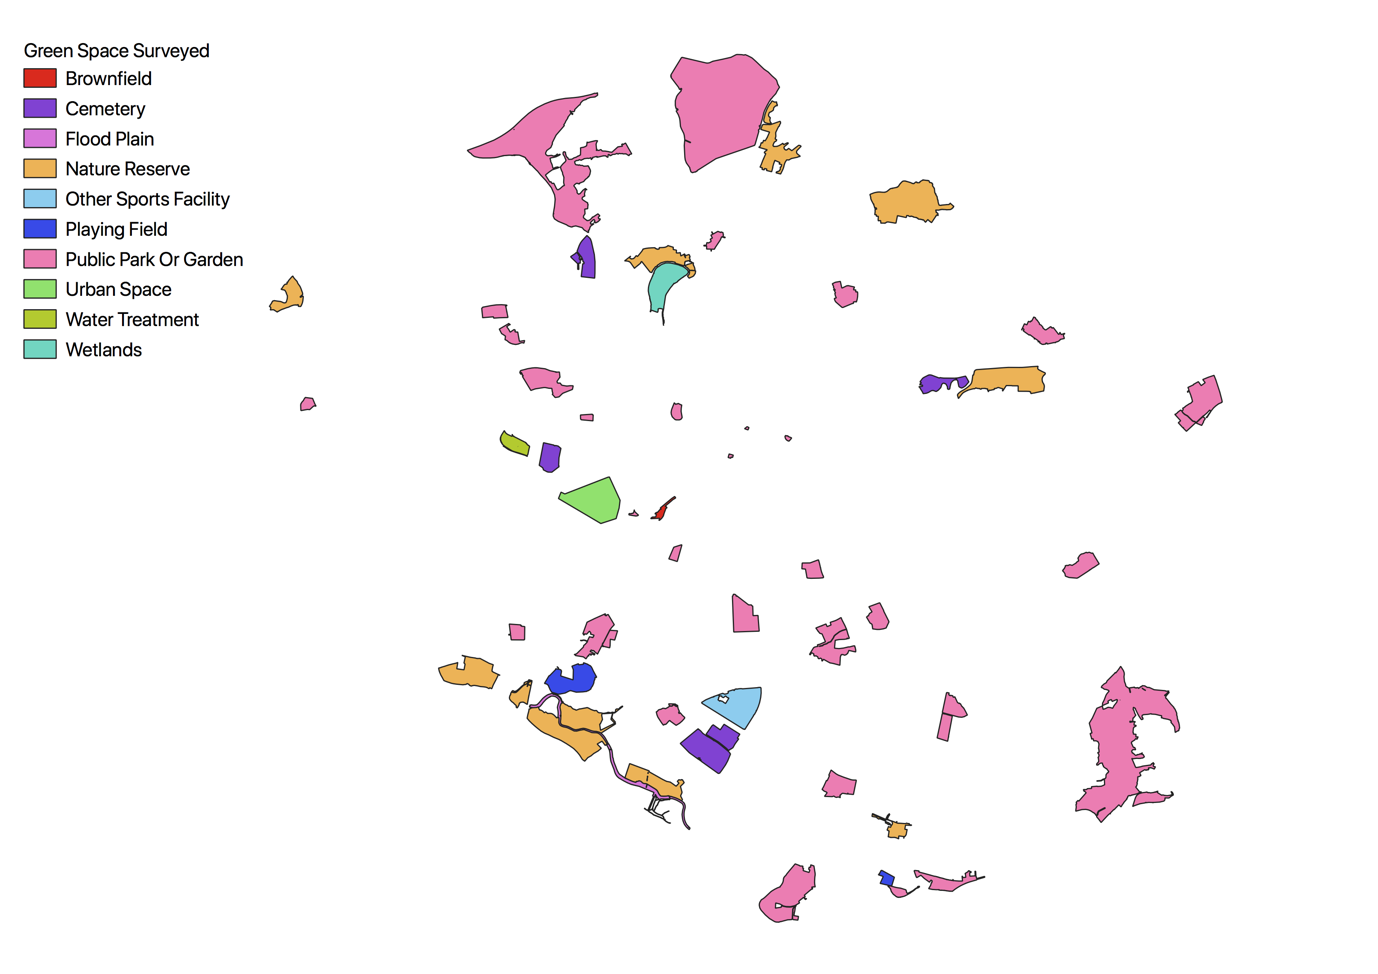 Green Space Surveyed
Brownfield
Cemetery
Flood Plain
Nature Reserve
Other Sports Facility
Playing Field
Public Park Or Garden
Urban Space
Water Treatment
Wetlands